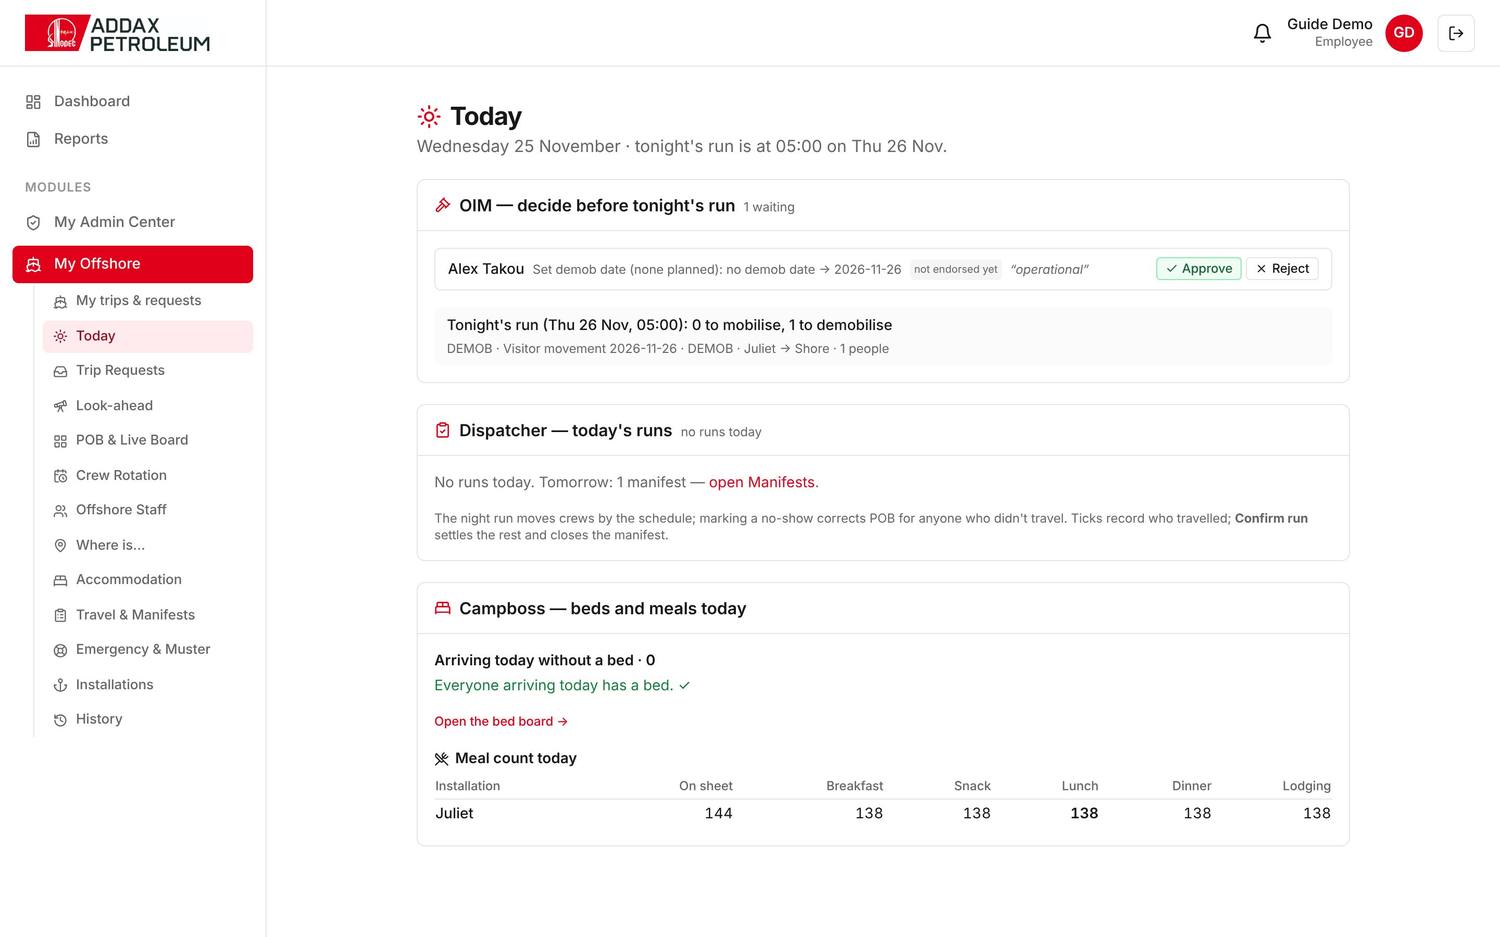 ADDAX
PETROLEUM
Guide Demo
Employee
GD
Dashboard
Reports
MODULES
My Admin Center
My Offshore
My trips & requests
Today
Trip Requests
Look-ahead
POB & Live Board
Crew Rotation
Offshore Staff
Where is...
Accommodation
Travel & Manifests
Emergency & Muster
Installations
History
Today
Wednesday 25 November · tonight's run is at 05:00 on Thu 26 Nov.
OIM — decide before tonight's run 1 waiting
Alex Takou Set demob date (none planned): no demob date → 2026-11-26 not endorsed yet “operational” ✓ Approve × Reject
Tonight's run (Thu 26 Nov, 05:00): 0 to mobilise, 1 to demobilise
DEMOB · Visitor movement 2026-11-26 · DEMOB · Juliet → Shore · 1 people
Dispatcher — today's runs no runs today
No runs today. Tomorrow: 1 manifest — open Manifests.
The night run moves crews by the schedule; marking a no-show corrects POB for anyone who didn't travel. Ticks record who travelled; Confirm run
settles the rest and closes the manifest.
Campboss — beds and meals today
Arriving today without a bed · 0
Everyone arriving today has a bed. ✓
Open the bed board →
Meal count today
Installation On sheet Breakfast Snack Lunch Dinner Lodging
Juliet 144 138 138 138 138 138